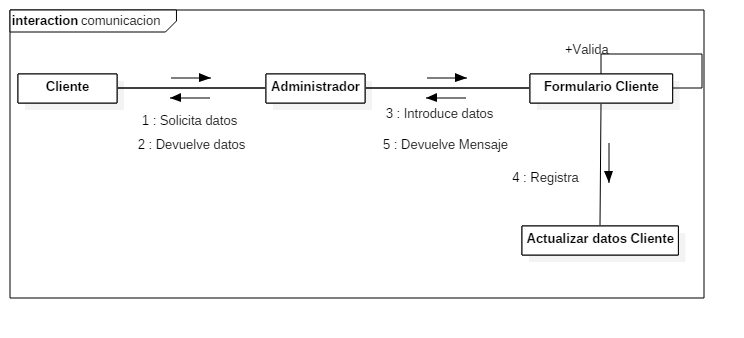 interaction comunicacion
+Valida
Cliente
Administrador
Formulario Cliente
1 : Solicita datos
2 : Devuelve datos
3 : Introduce datos
5 : Devuelve Mensaje
4 : Registra
Actualizar datos Cliente